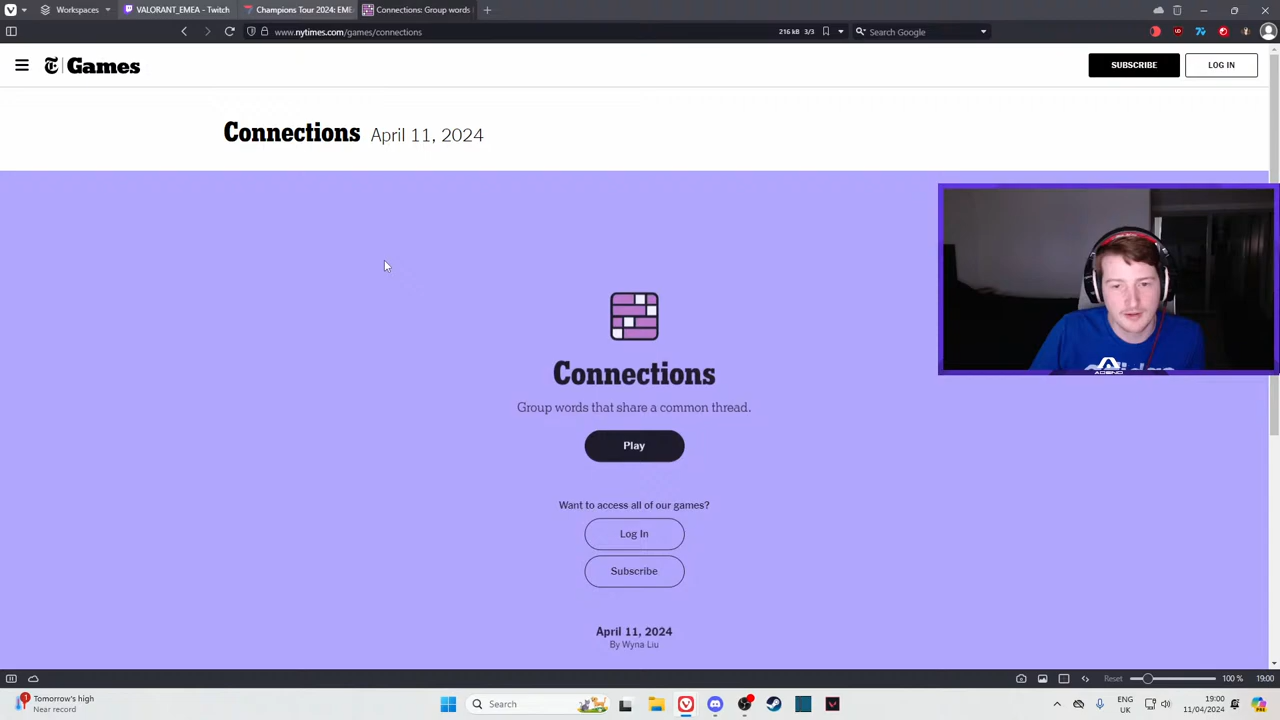 Workspaces
VALORANT_EMEA - Twitch
Champions Tour 2024: EME
Connections: Group words
www.nytimes.com/games/connections
216 kB 3/3
Search Google
Games
SUBSCRIBE
LOG IN
Connections April 11, 2024
Connections
Group words that share a common thread.
Play
Want to access all of our games?
Log In
Subscribe
April 11, 2024
By Wyna Liu
Reset
100 %
19:00
1
Tomorrow's high
Near record
Search
ENG
UK
19:00
11/04/2024